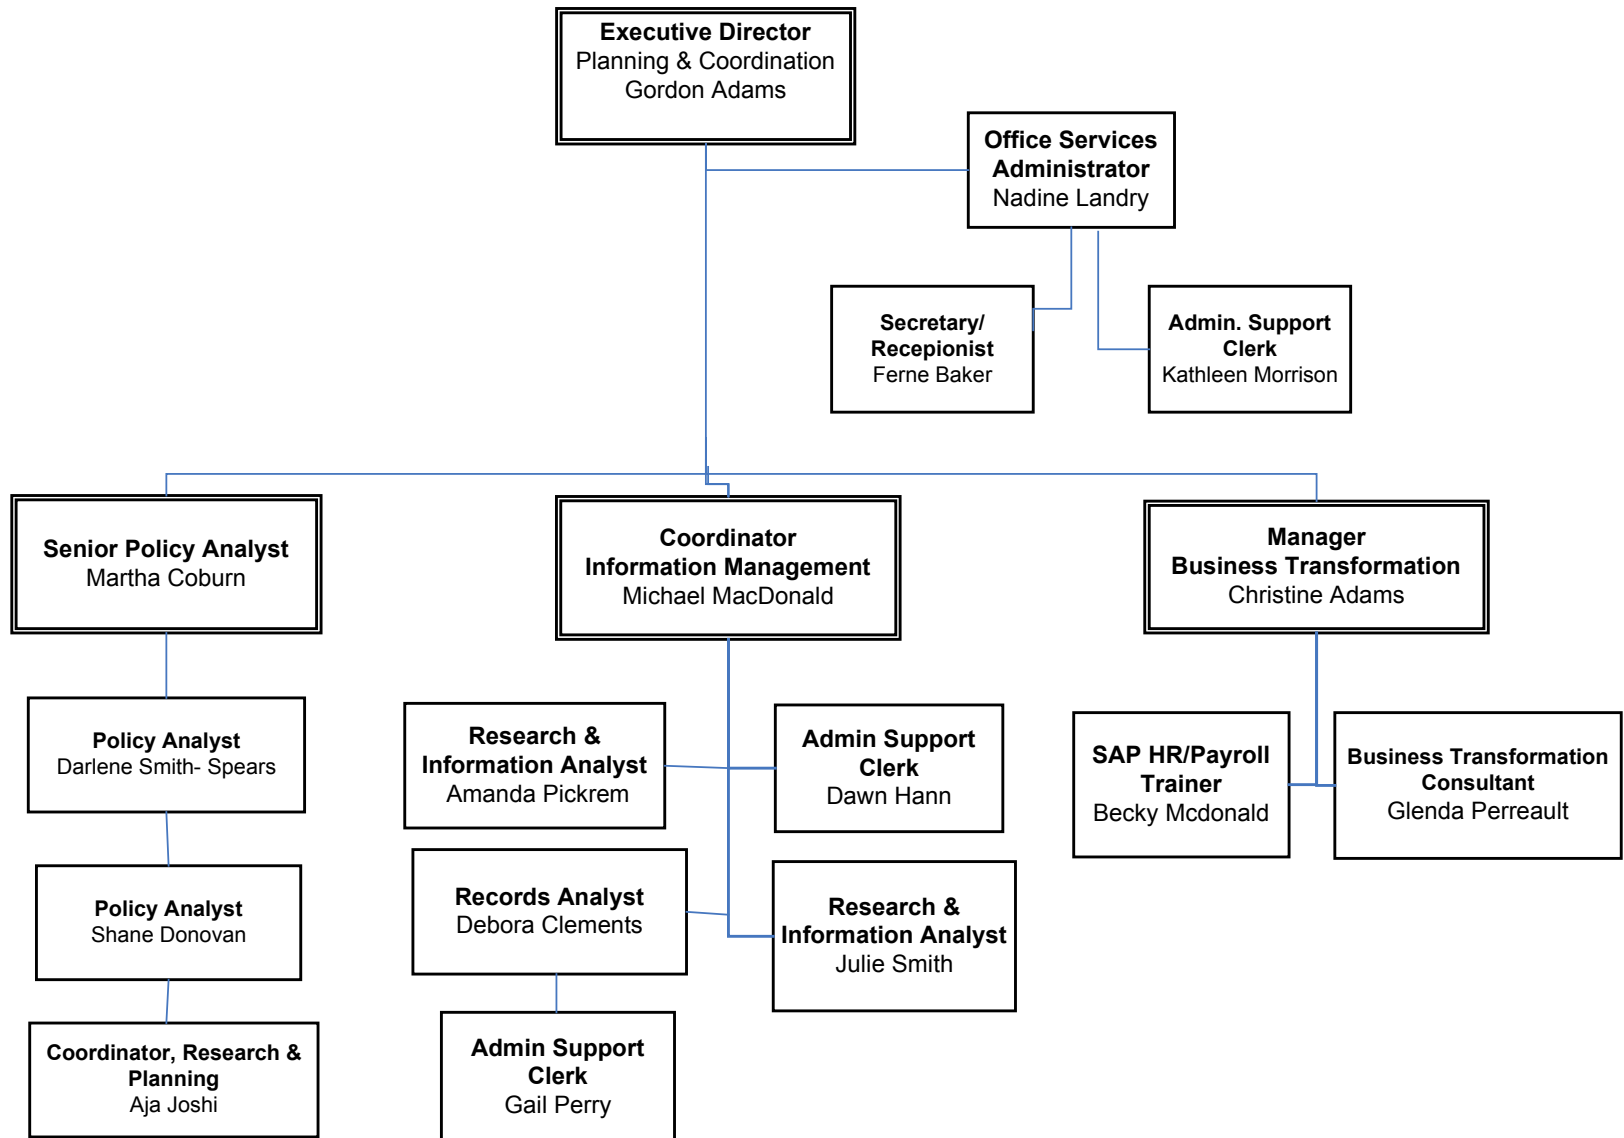 Executive Director
Planning & Coordination
Gordon Adams
Office Services
Administrator
Nadine Landry
Secretary/
Recepionist
Ferne Baker
Admin. Support
Clerk
Kathleen Morrison
Senior Policy Analyst
Martha Coburn
Coordinator
Information Management
Michael MacDonald
Manager
Business Transformation
Christine Adams
Policy Analyst
Darlene Smith- Spears
Research &
Information Analyst
Amanda Pickrem
Admin Support
Clerk
Dawn Hann
SAP HR/Payroll
Trainer
Becky Mcdonald
Business Transformation
Consultant
Glenda Perreault
Policy Analyst
Shane Donovan
Records Analyst
Debora Clements
Research &
Information Analyst
Julie Smith
Coordinator, Research &
Planning
Aja Joshi
Admin Support
Clerk
Gail Perry